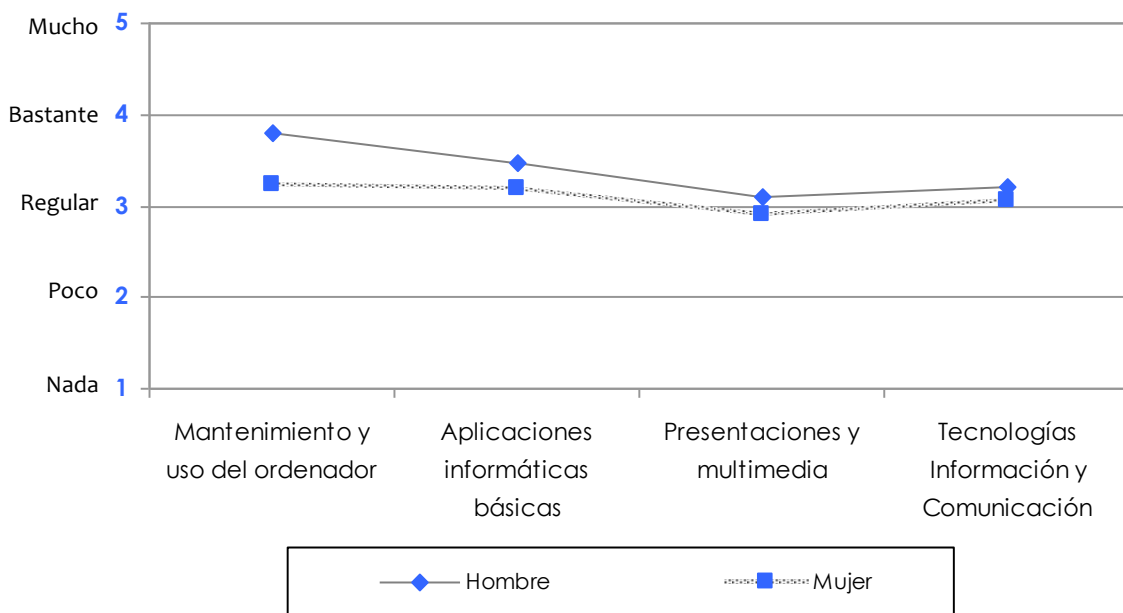 Mucho 5
Bastante 4
Regular 3
Poco 2
Nada 1
Mantenimiento y
uso del ordenador
Aplicaciones
informáticas
básicas
Presentaciones y
multimedia
Tecnologías
Información y
Comunicación
Hombre
Mujer